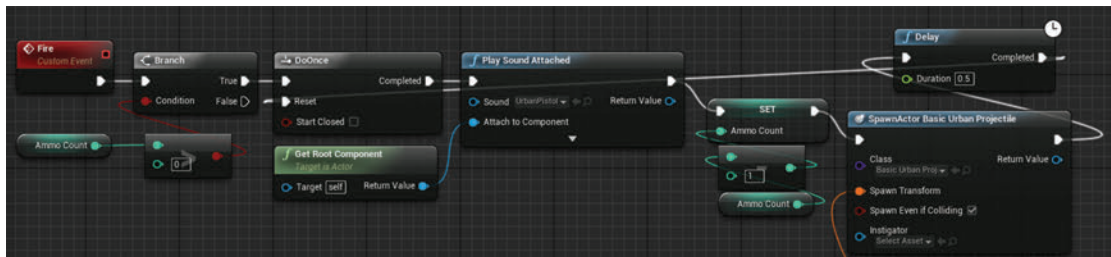 Fire
Custom Event
Branch
True
Condition
False
Ammo Count
0
DoOnce
Completed
Reset
Start Closed
Get Root Component
Target is Actor
Target self
Return Value
Play Sound Attached
Sound UrbanPistol
Return Value
Attach to Component
SET
Ammo Count
1
Ammo Count
Delay
Completed
Duration 0.5
SpawnActor Basic Urban Projectile
Class
Basic Urban Proj
Return Value
Spawn Transform
Spawn Even if Colliding
Instigator
Select Asset